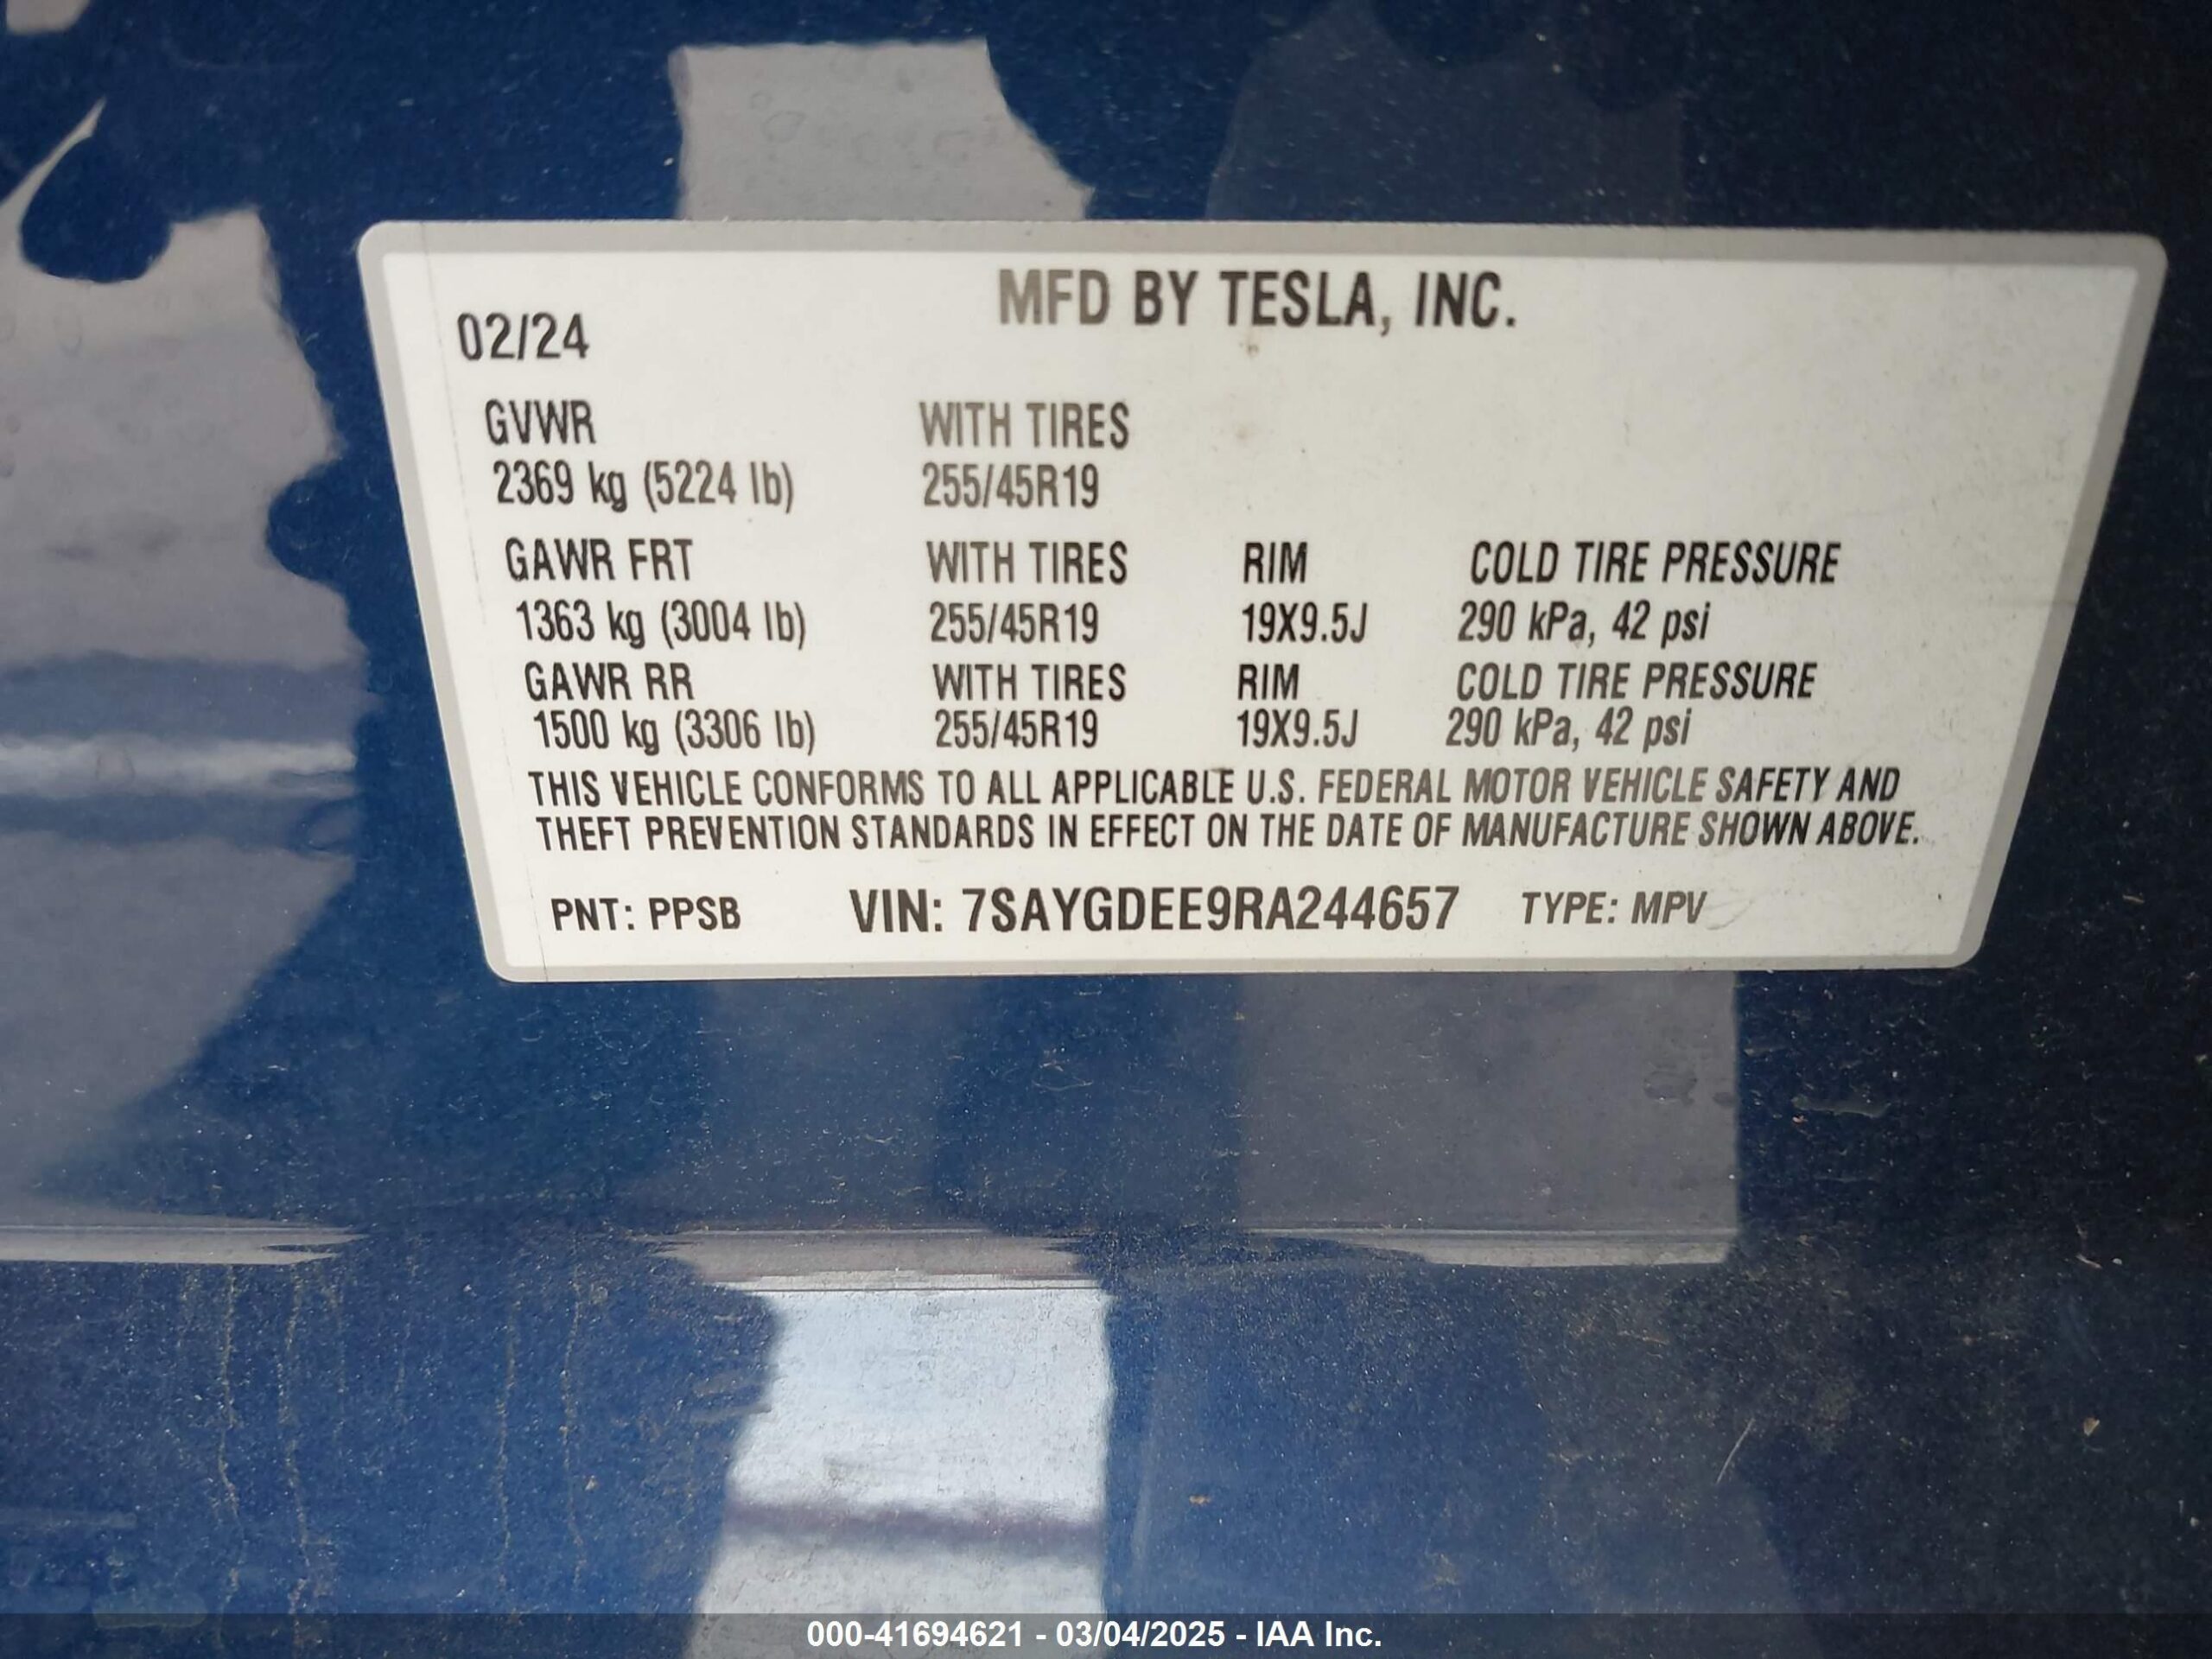 MFD BY TESLA, INC.
02/24
GVWR WITH TIRES
2369 kg (5224 lb) 255/45R19
GAWR FRT WITH TIRES RIM COLD TIRE PRESSURE
1363 kg (3004 lb) 255/45R19 19X9.5J 290 kPa, 42 psi
GAWR RR WITH TIRES RIM COLD TIRE PRESSURE
1500 kg (3306 lb) 255/45R19 19X9.5J 290 kPa, 42 psi
THIS VEHICLE CONFORMS TO ALL APPLICABLE U.S. FEDERAL MOTOR VEHICLE SAFETY AND
THEFT PREVENTION STANDARDS IN EFFECT ON THE DATE OF MANUFACTURE SHOWN ABOVE.
PNT: PPSB VIN: 7SAYGDEE9RA244657 TYPE: MPV
000-41694621 - 03/04/2025 - IAA Inc.